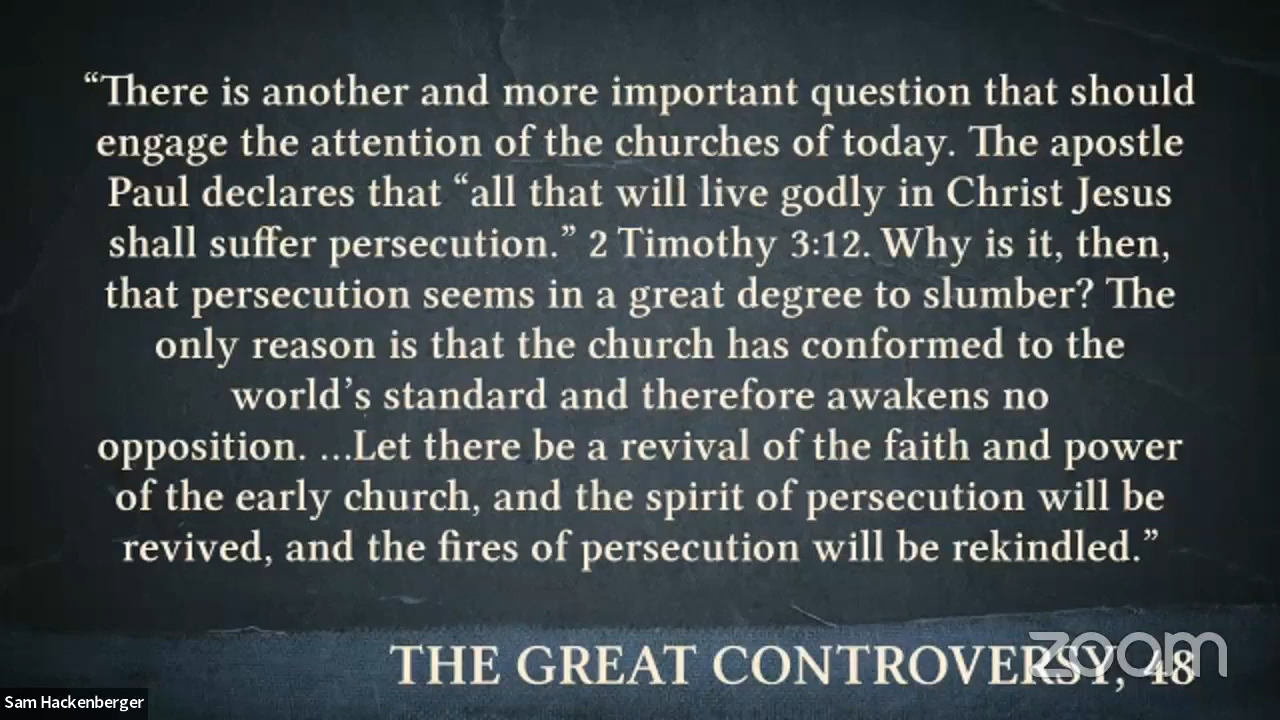 “There is another and more important question that should
engage the attention of the churches of today. The apostle
Paul declares that “all that will live godly in Christ Jesus
shall suffer persecution.” 2 Timothy 3:12. Why is it, then,
that persecution seems in a great degree to slumber? The
only reason is that the church has conformed to the
world’s standard and therefore awakens no
opposition. ...Let there be a revival of the faith and power
of the early church, and the spirit of persecution will be
revived, and the fires of persecution will be rekindled.”
THE GREAT CONTROVERSY, 48
zoom
Sam Hackenberger